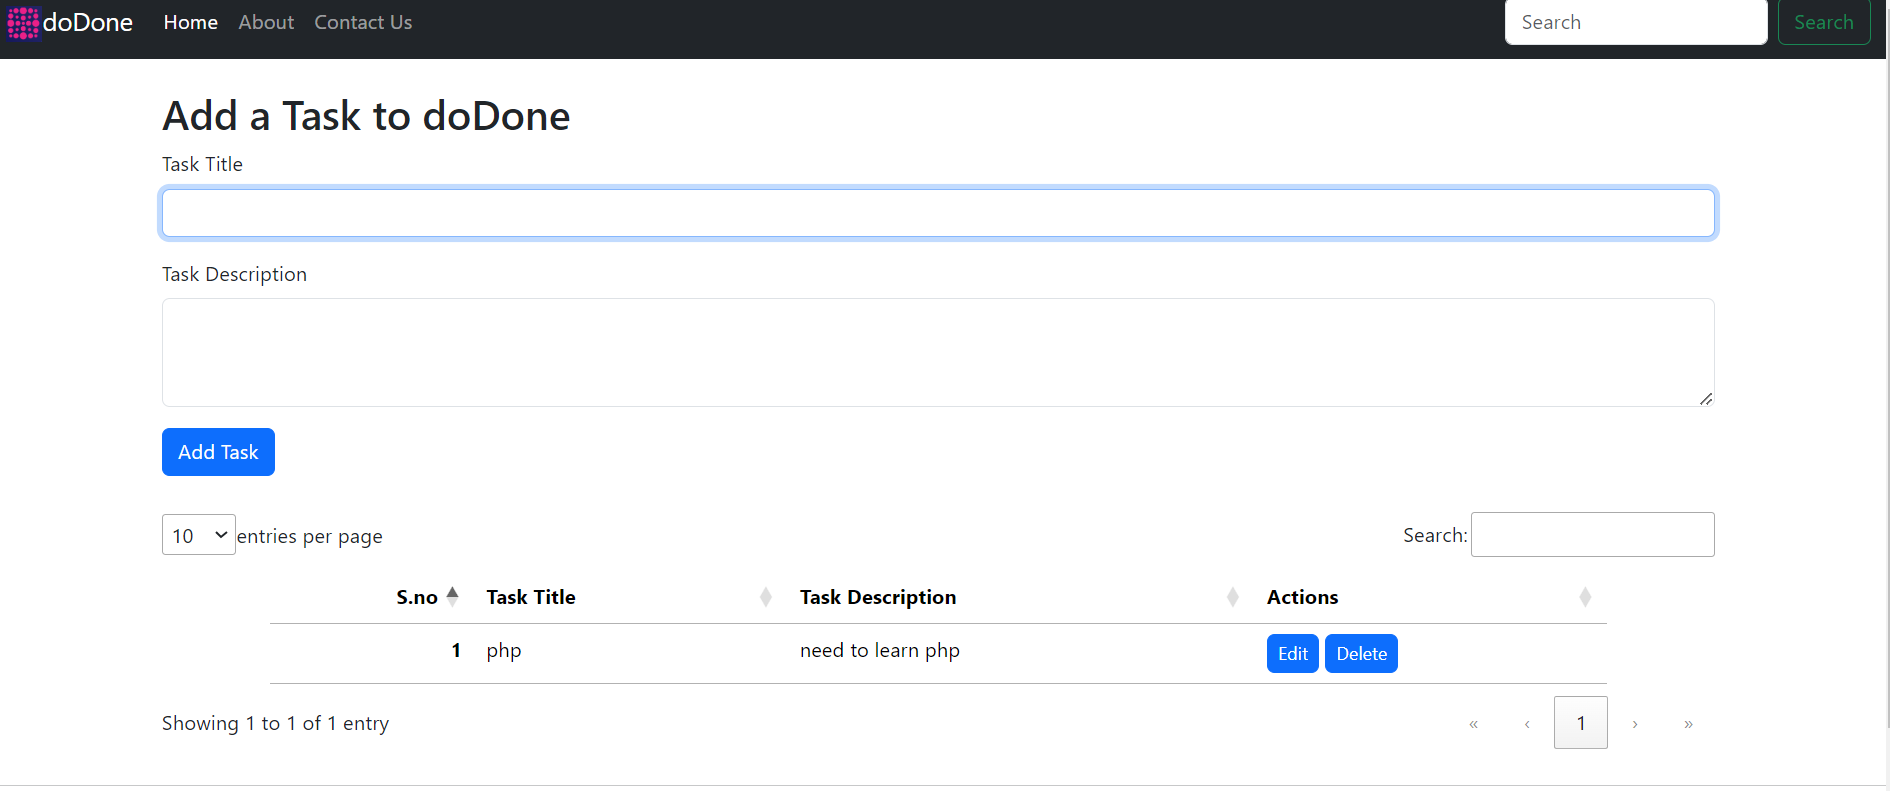 doDone Home About Contact Us Search Search
Add a Task to doDone
Task Title
Task Description
Add Task
10 entries per page Search:
S.no Task Title Task Description Actions
1 php need to learn php Edit Delete
Showing 1 to 1 of 1 entry « ‹ 1 › »